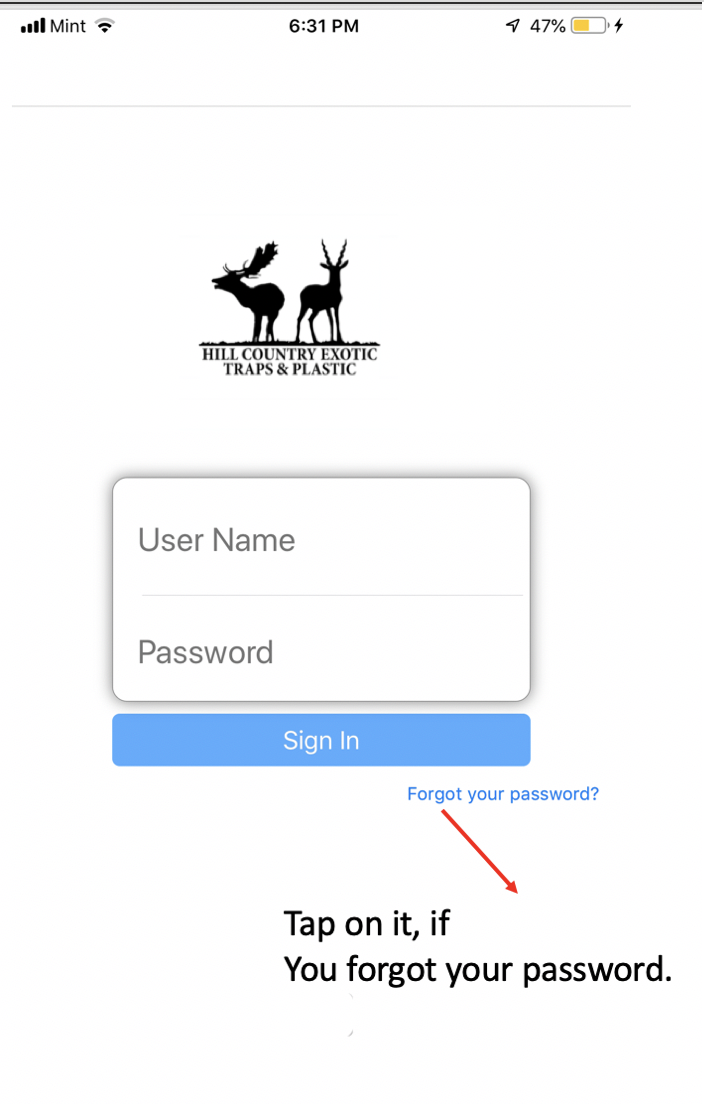 Mint 6:31 PM 47%
HILL COUNTRY EXOTIC
TRAPS & PLASTIC
User Name
Password
Sign In
Forgot your password?
Tap on it, if
You forgot your password.